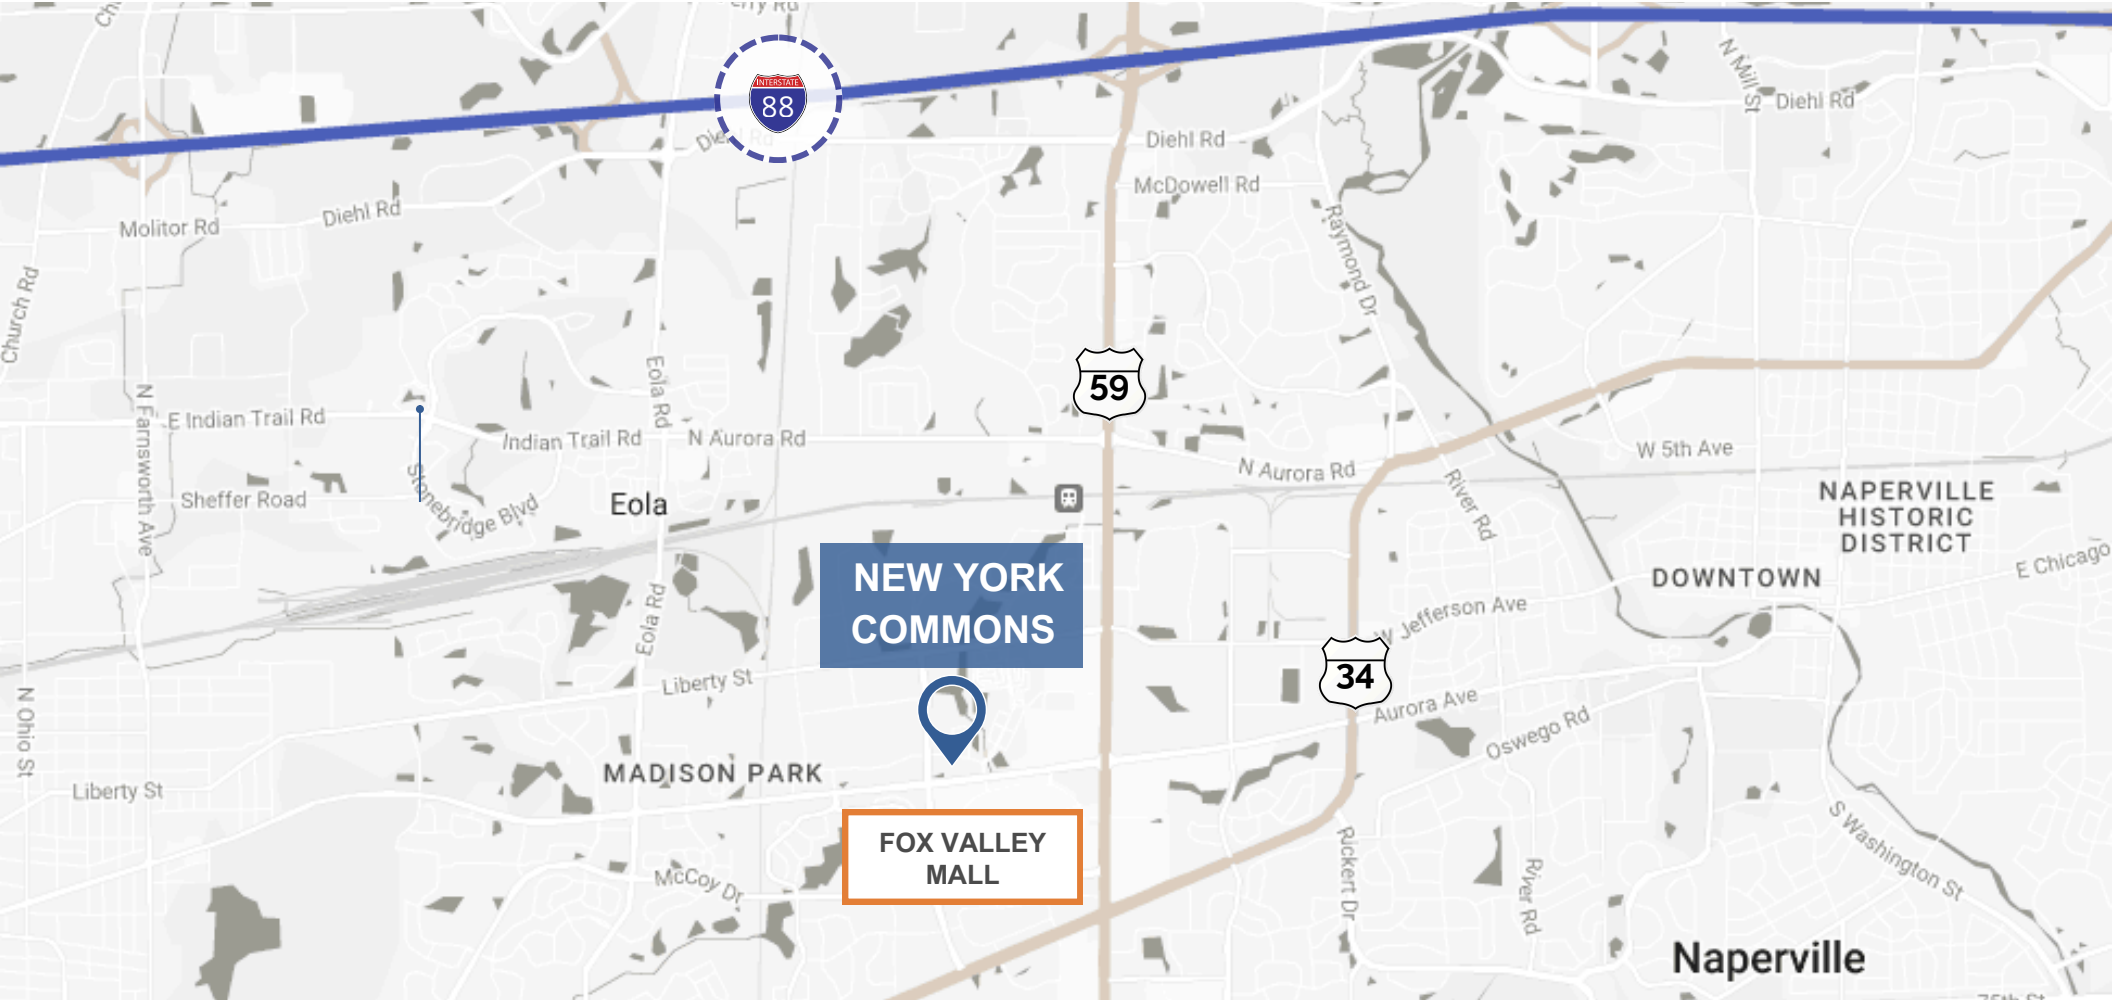 N Mill St
Diehl Rd
INTERSTATE
88
Diehl Rd
McDowell Rd
Molitor Rd
Diehl Rd
Church Rd
Raymond Dr
Eola Rd
59
N Farnsworth Ave
E Indian Trail Rd
Indian Trail Rd
N Aurora Rd
N Aurora Rd
W 5th Ave
River Rd
Sheffer Road
Stonebridge Blvd
Eola
NAPERVILLE
HISTORIC
DISTRICT
E Chicago
DOWNTOWN
NEW YORK
COMMONS
Eola Rd
W Jefferson Ave
34
Liberty St
Aurora Ave
Oswego Rd
N Ohio St
MADISON PARK
Liberty St
FOX VALLEY
MALL
McCoy Dr
Rickert Dr
River Rd
S Washington St
Naperville